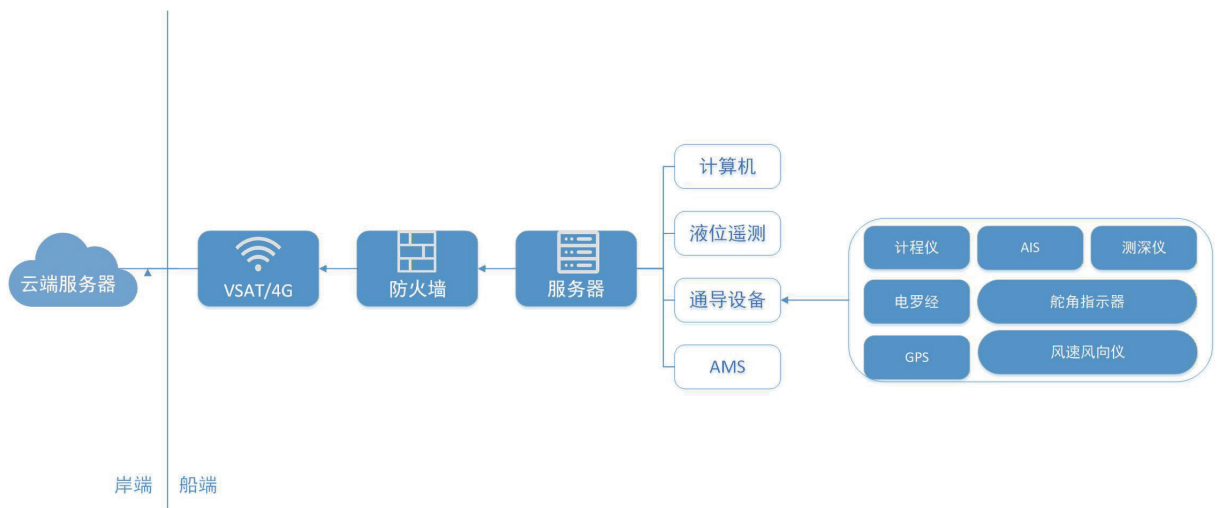 云端服务器
VSAT/4G
防火墙
服务器
计算机
液位遥测
通导设备
AMS
计程仪
AIS
测深仪
电罗经
舵角指示器
GPS
风速风向仪
岸端
船端